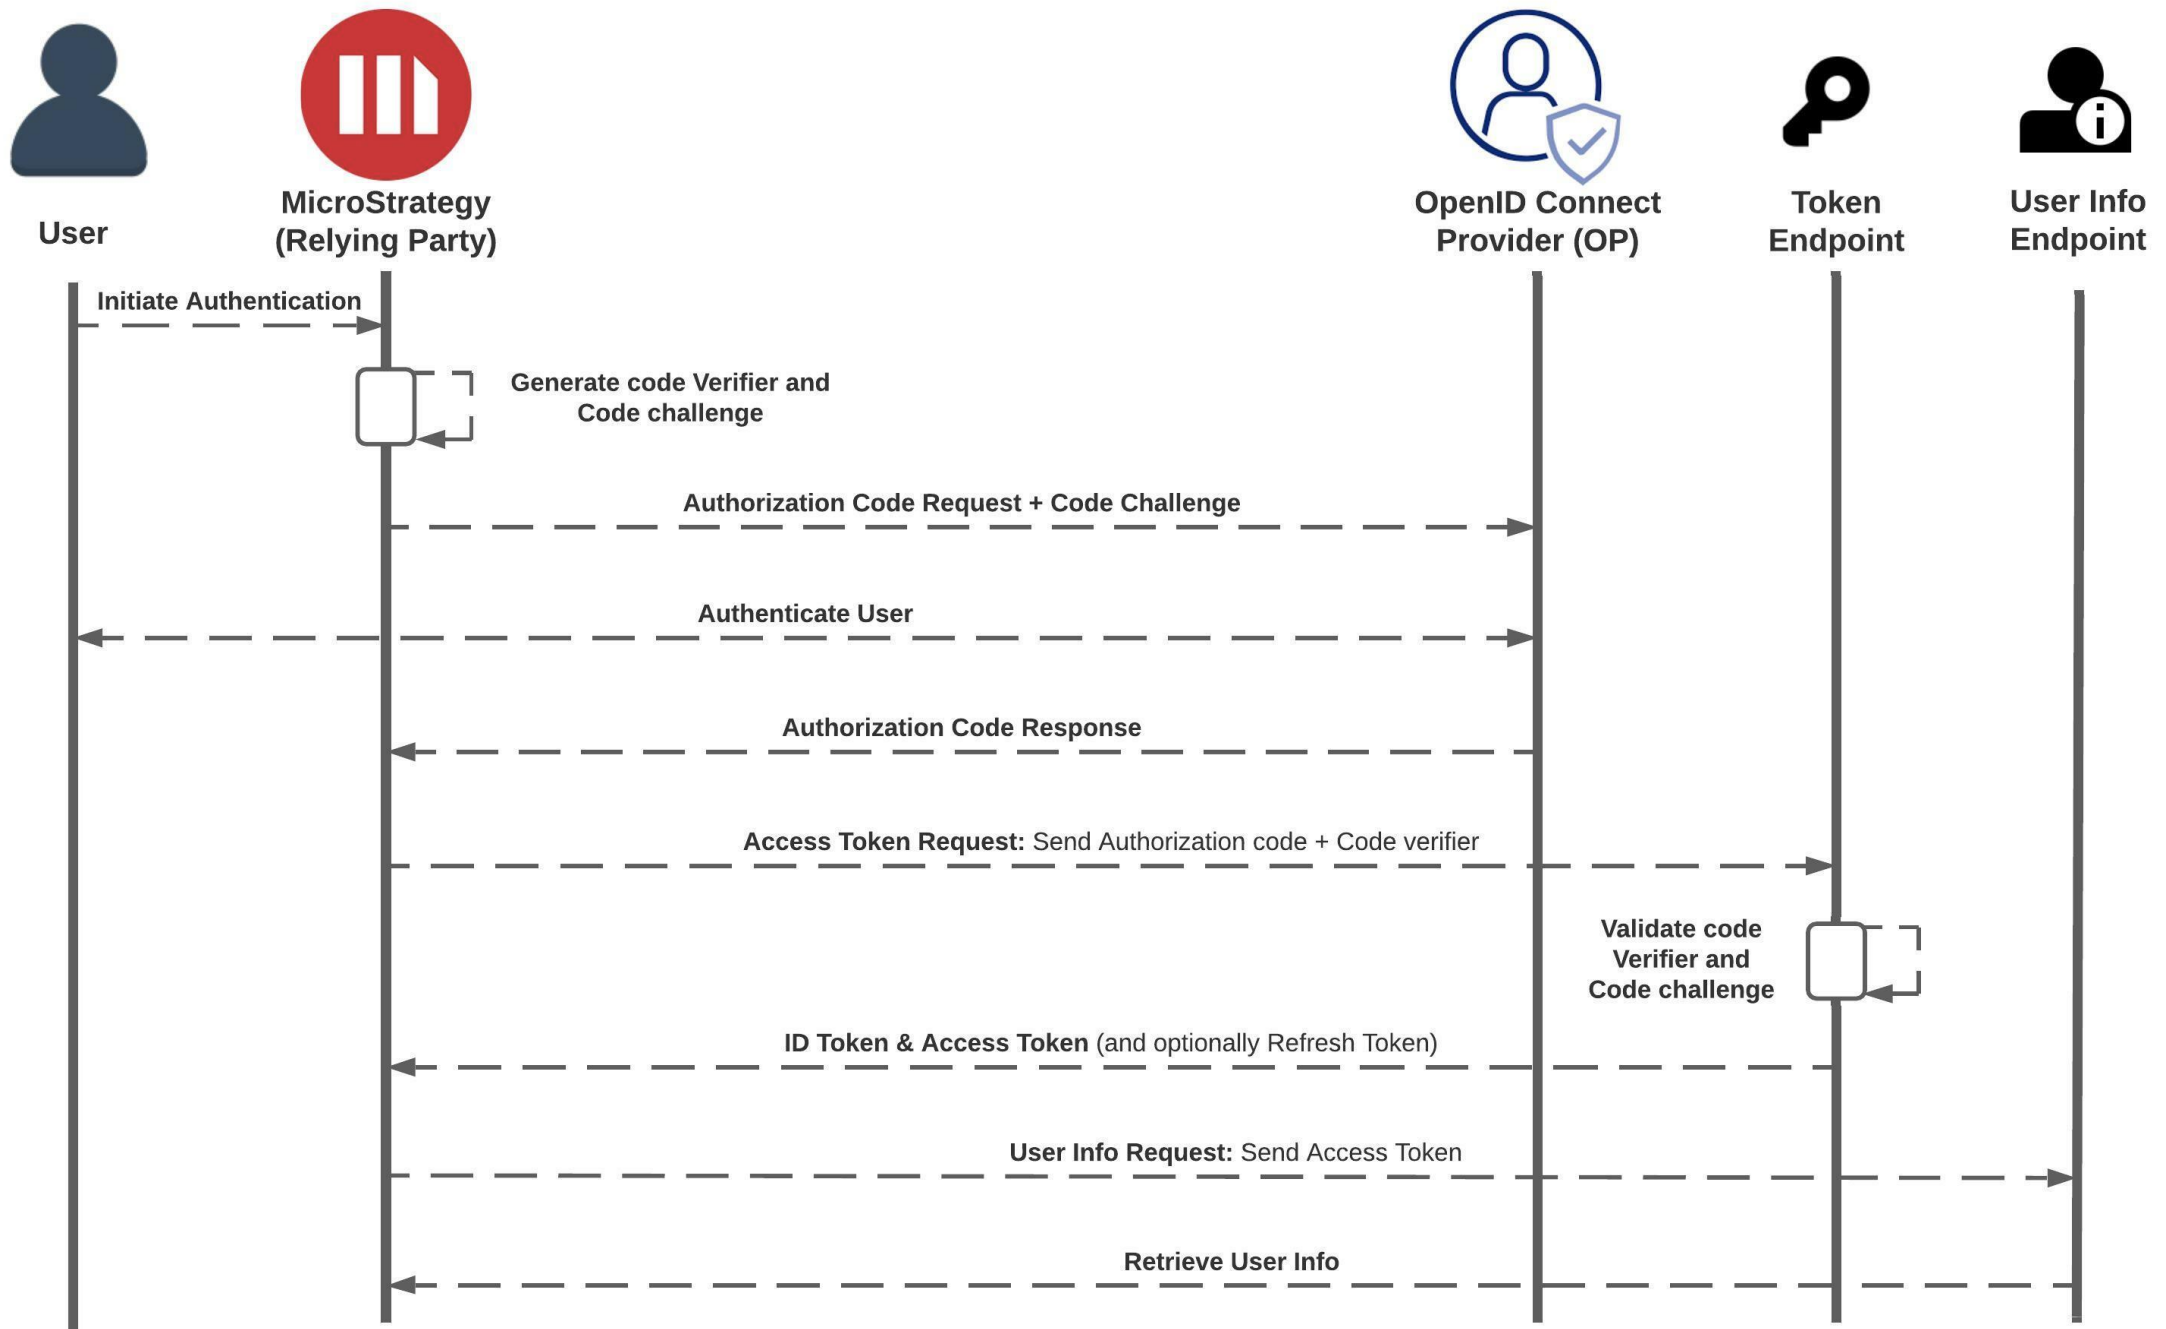 User
MicroStrategy
(Relying Party)
OpenID Connect
Provider (OP)
Token
Endpoint
User Info
Endpoint
Initiate Authentication
Generate code Verifier and
Code challenge
Authorization Code Request + Code Challenge
Authenticate User
Authorization Code Response
Access Token Request: Send Authorization code + Code verifier
Validate code
Verifier and
Code challenge
ID Token & Access Token (and optionally Refresh Token)
User Info Request: Send Access Token
Retrieve User Info